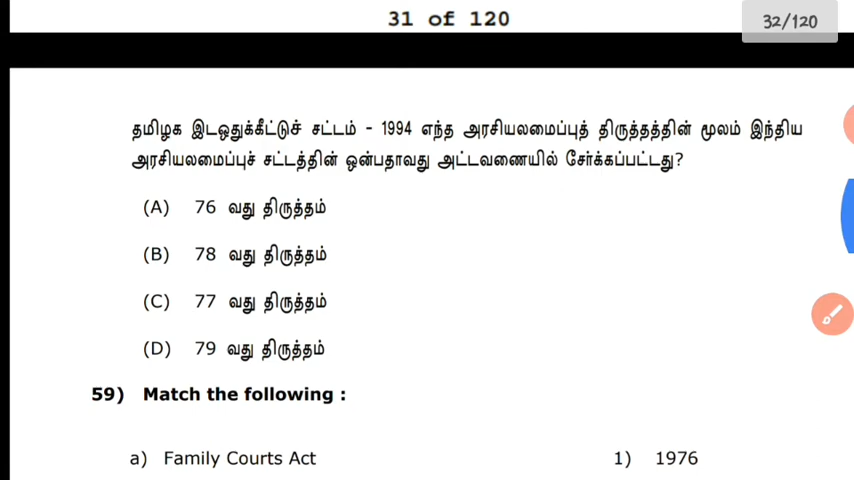 31 of 120
32/120
தமிழக இடஒதுக்கீட்டுச் சட்டம் - 1994 எந்த அரசியலமைப்புத் திருத்தத்தின் மூலம் இந்திய
அரசியலமைப்புச் சட்டத்தின் ஒன்பதாவது அட்டவணையில் சேர்க்கப்பட்டது?
(A) 76 வது திருத்தம்
(B) 78 வது திருத்தம்
(C) 77 வது திருத்தம்
(D) 79 வது திருத்தம்
59) Match the following :
a) Family Courts Act 1) 1976